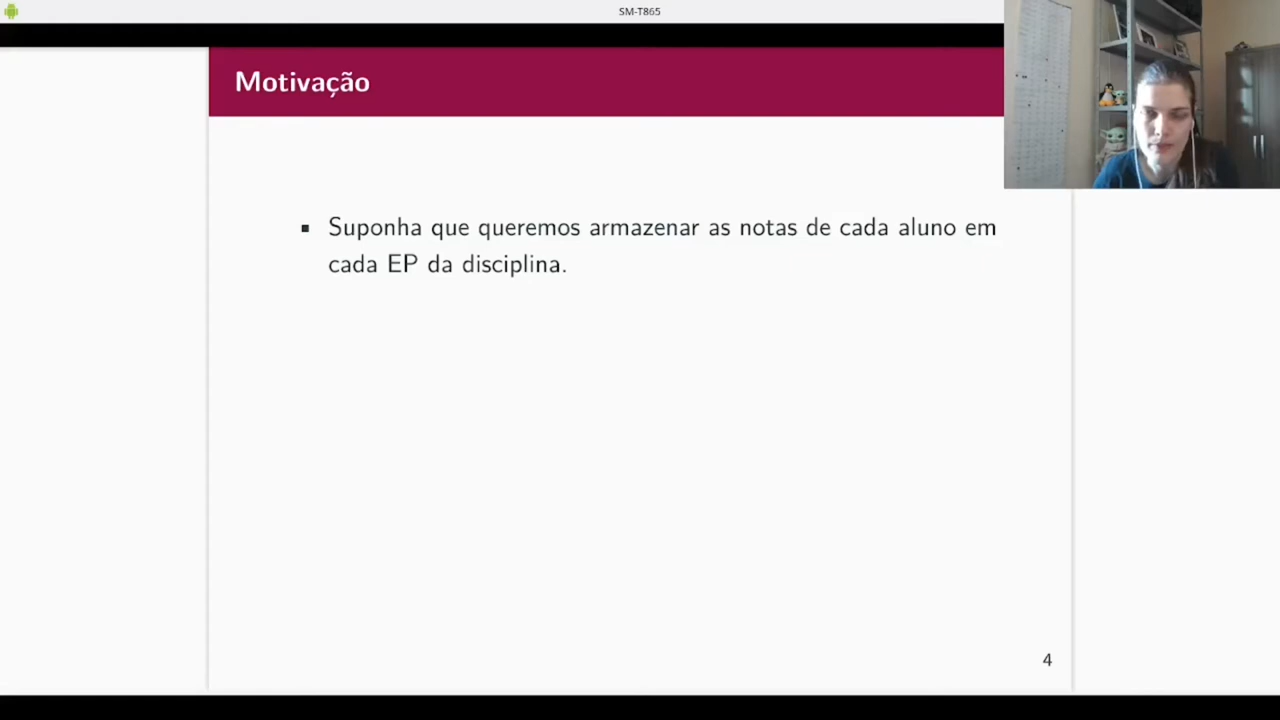 SM-T865
Motivação
▪ Suponha que queremos armazenar as notas de cada aluno em
cada EP da disciplina.
4